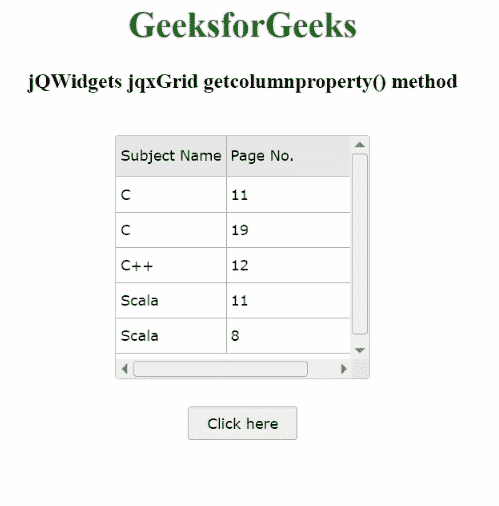 GeeksforGeeks
jQWidgets jqxGrid getcolumnproperty() method
Subject Name Page No.
C 11
C 19
C++ 12
Scala 11
Scala 8
Click here